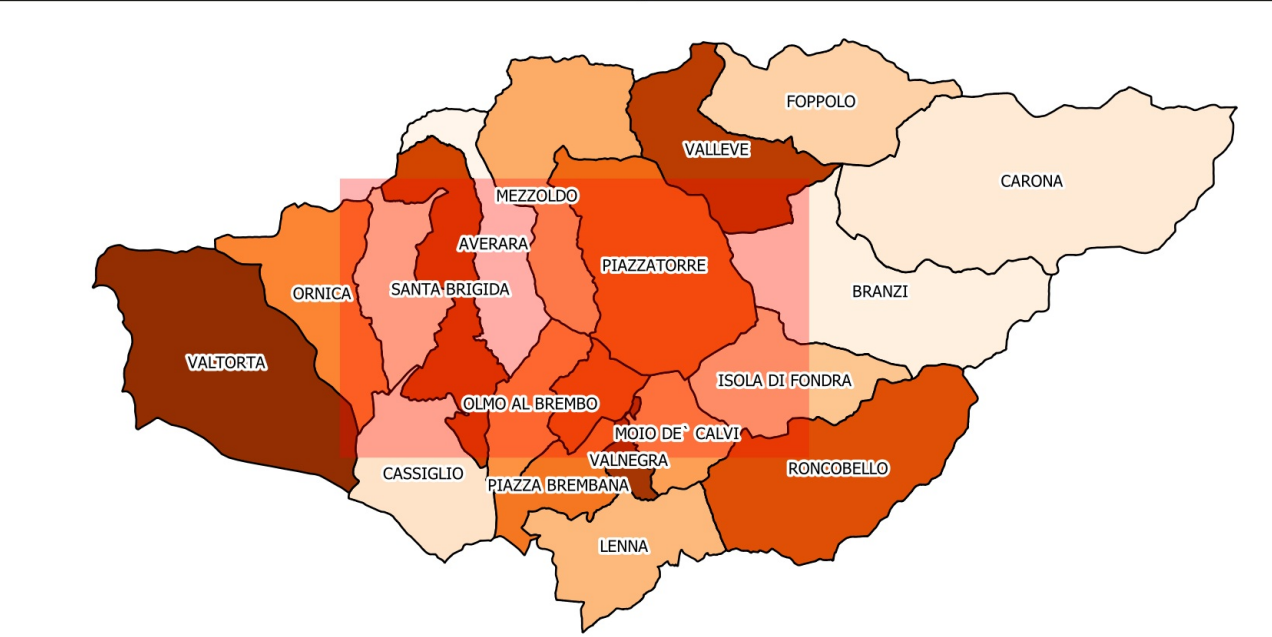 FOPPOLO
VALLEVE
CARONA
MEZZOLDO
AVERARA
PIAZZATORRE
SANTA BRIGIDA
ORNICA
BRANZI
VALTORTA
ISOLA DI FONDRA
OLMO AL BREMBO
MOIO DE` CALVI
VALNEGRA
RONCOBELLO
CASSIGLIO
PIAZZA BREMBANA
LENNA